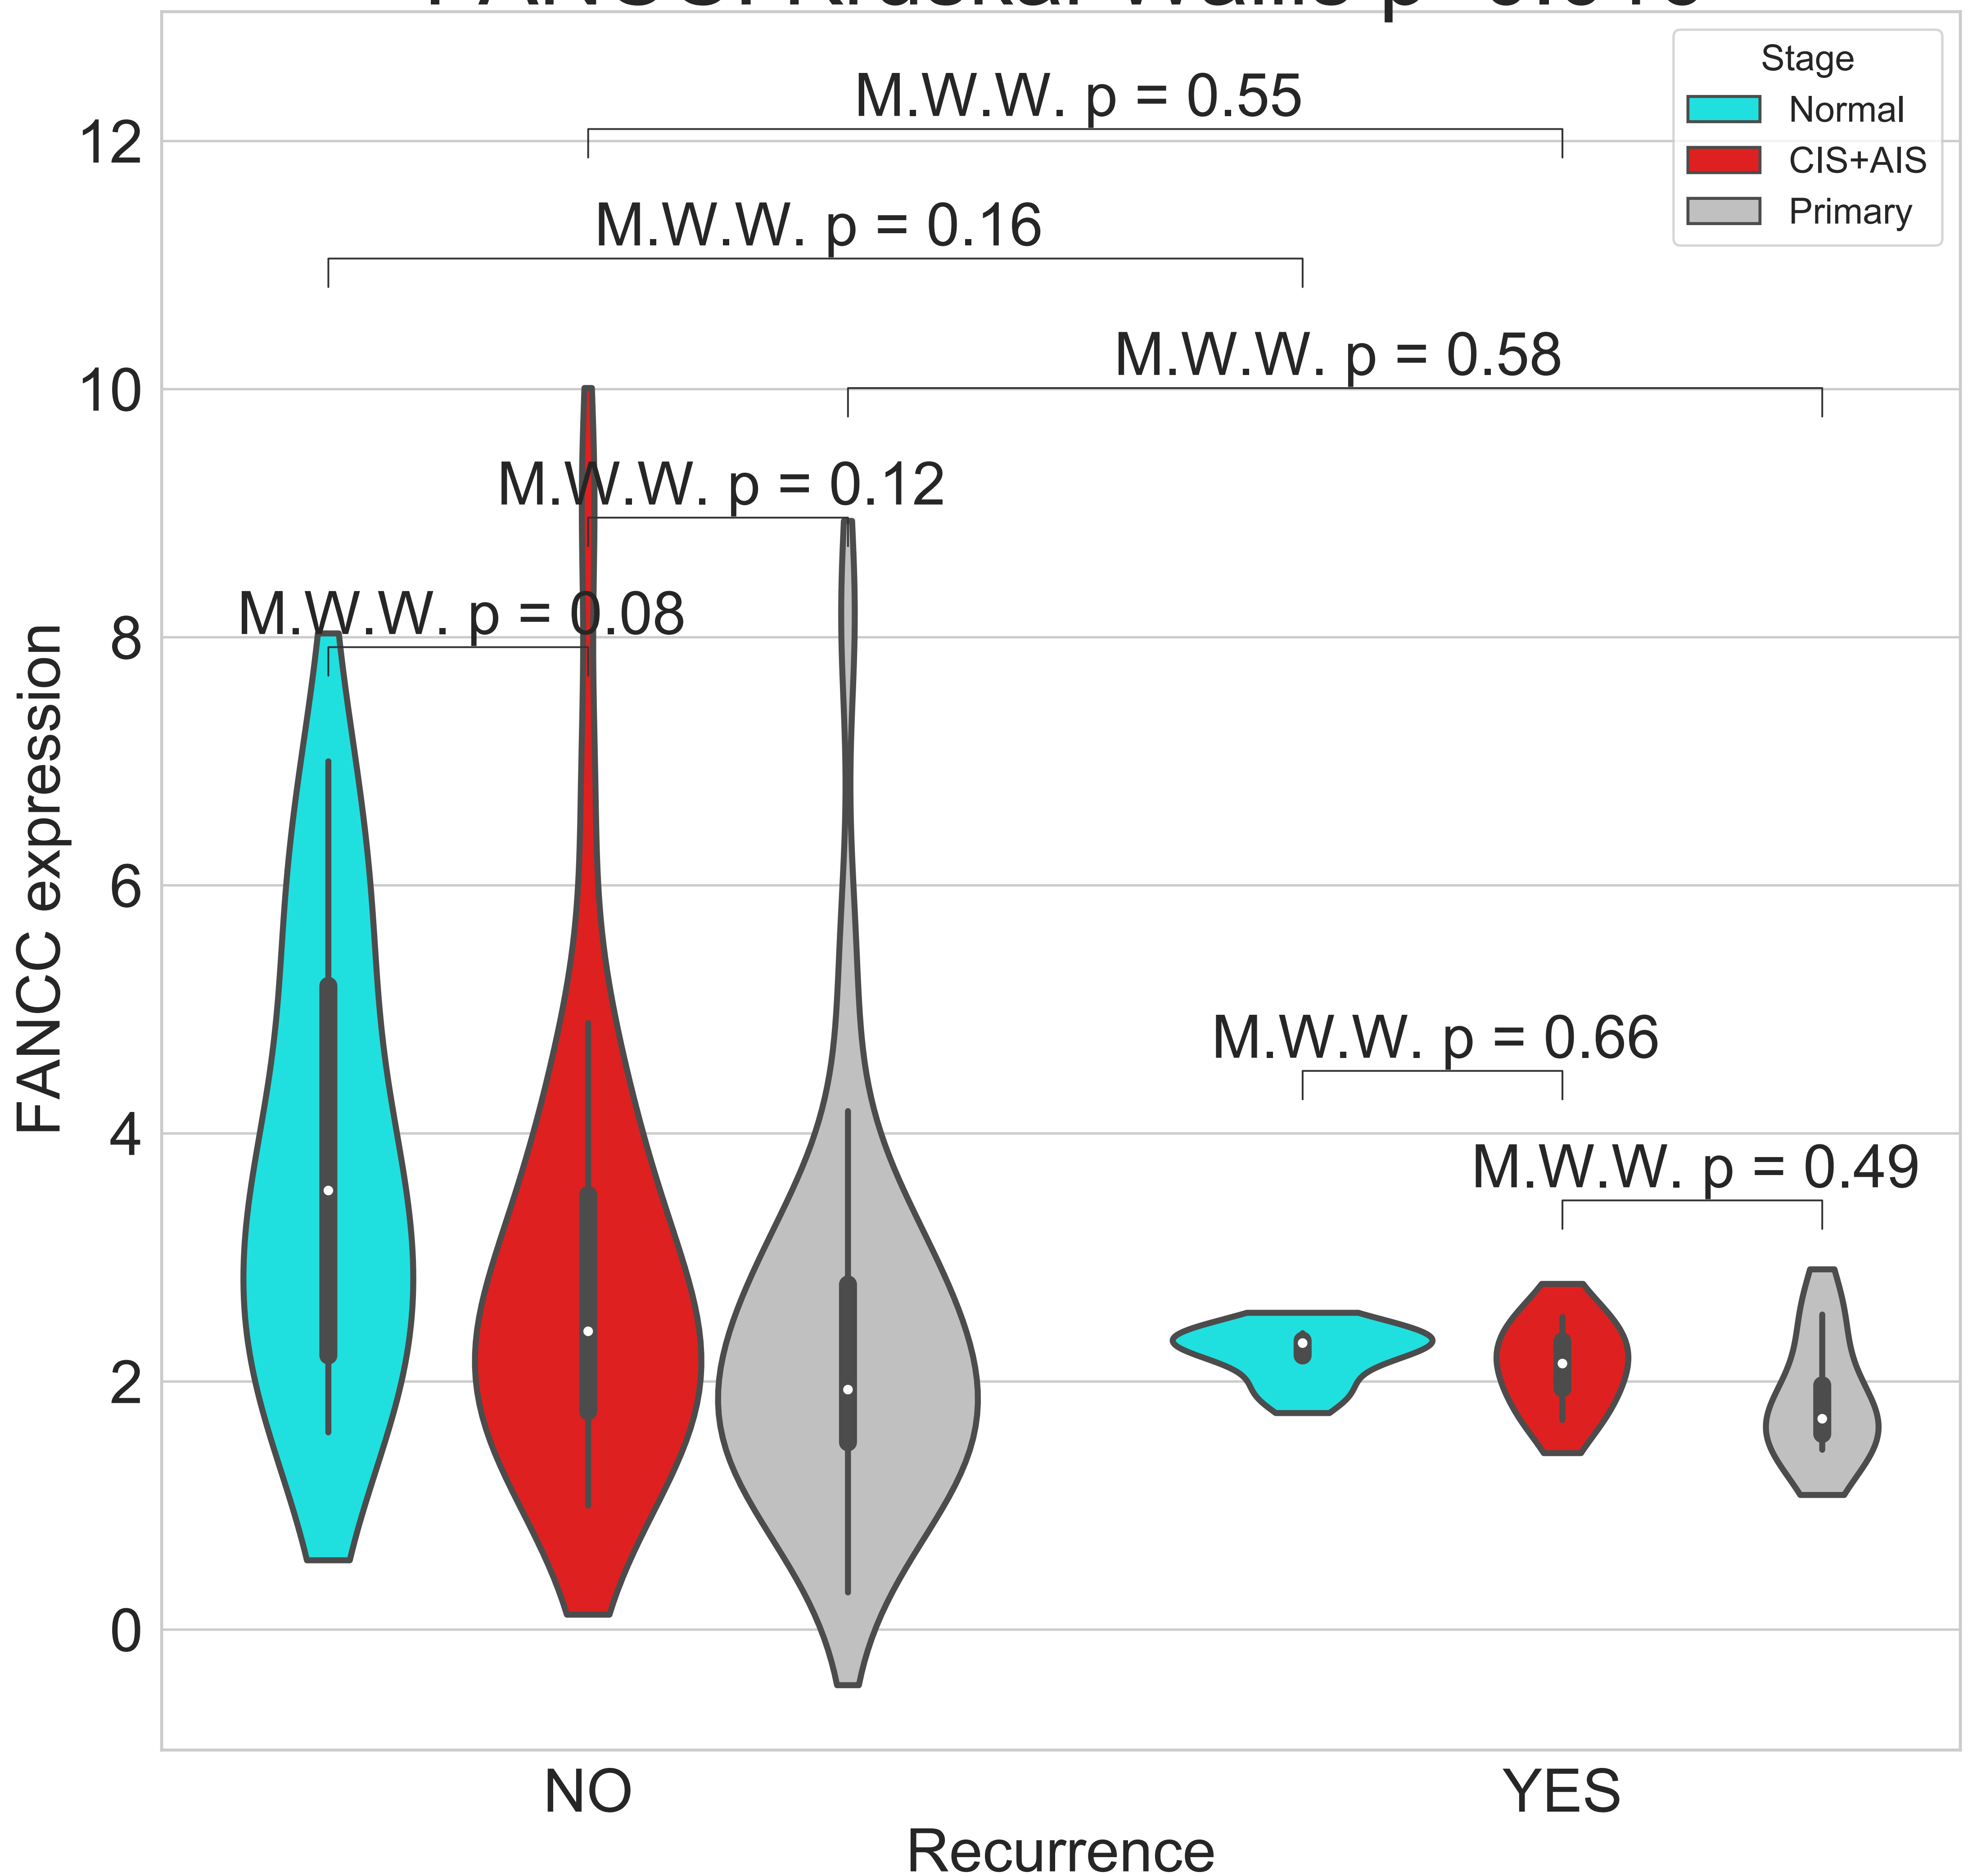 Stage
Normal
CIS+AIS
Primary
M.W.W. p = 0.55
M.W.W. p = 0.16
M.W.W. p = 0.58
M.W.W. p = 0.12
M.W.W. p = 0.08
M.W.W. p = 0.66
M.W.W. p = 0.49
12
10
8
6
4
2
0
FANCC expression
NO
YES
Recurrence